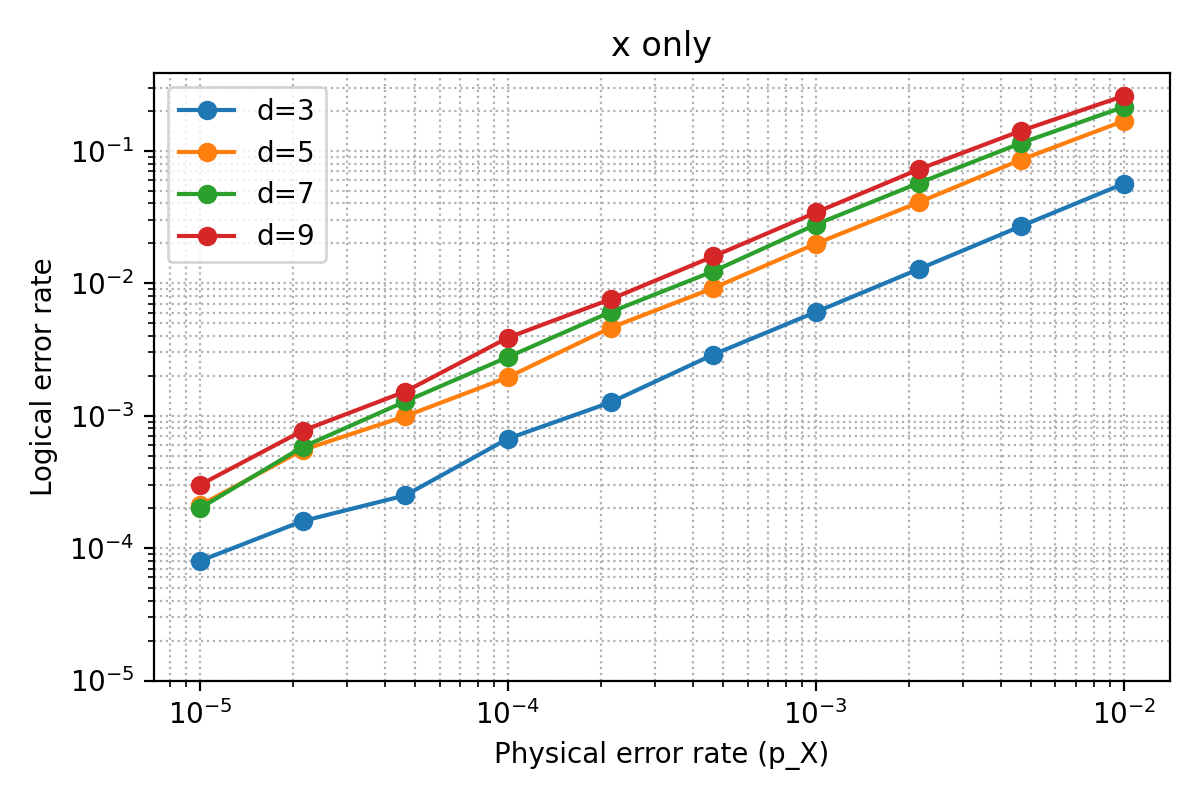 x only
d=3
d=5
d=7
d=9
Logical error rate
10⁻¹
10⁻²
10⁻³
10⁻⁴
10⁻⁵
10⁻⁵ 10⁻⁴ 10⁻³ 10⁻²
Physical error rate (p_X)